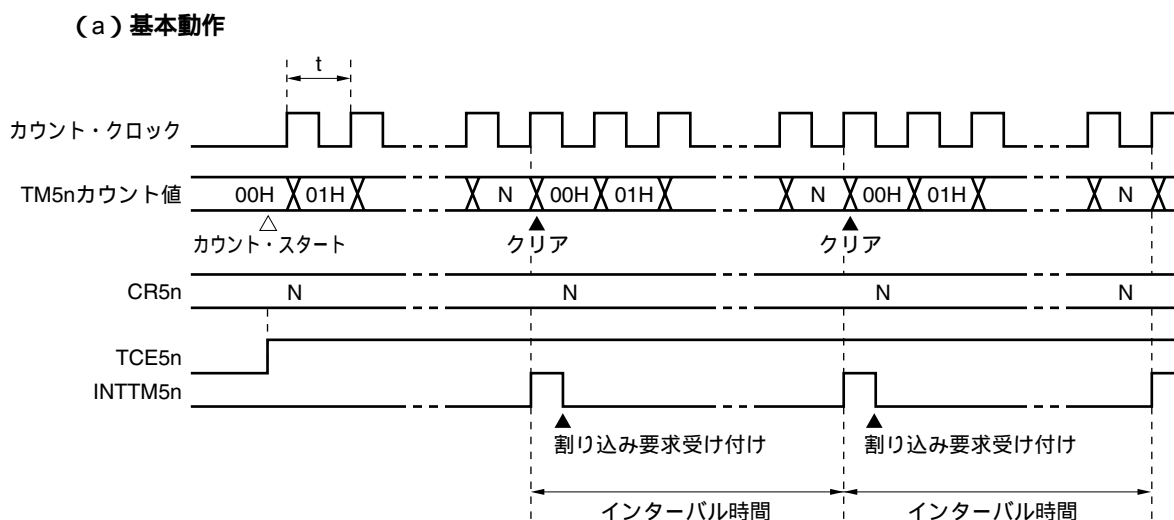 （a）基本動作
t
カウント・クロック
TM5nカウント値 00H 01H N 00H 01H N 00H 01H N
カウント・スタート クリア クリア
CR5n N N N N
TCE5n
INTTM5n
割り込み要求受け付け 割り込み要求受け付け
インターバル時間 インターバル時間